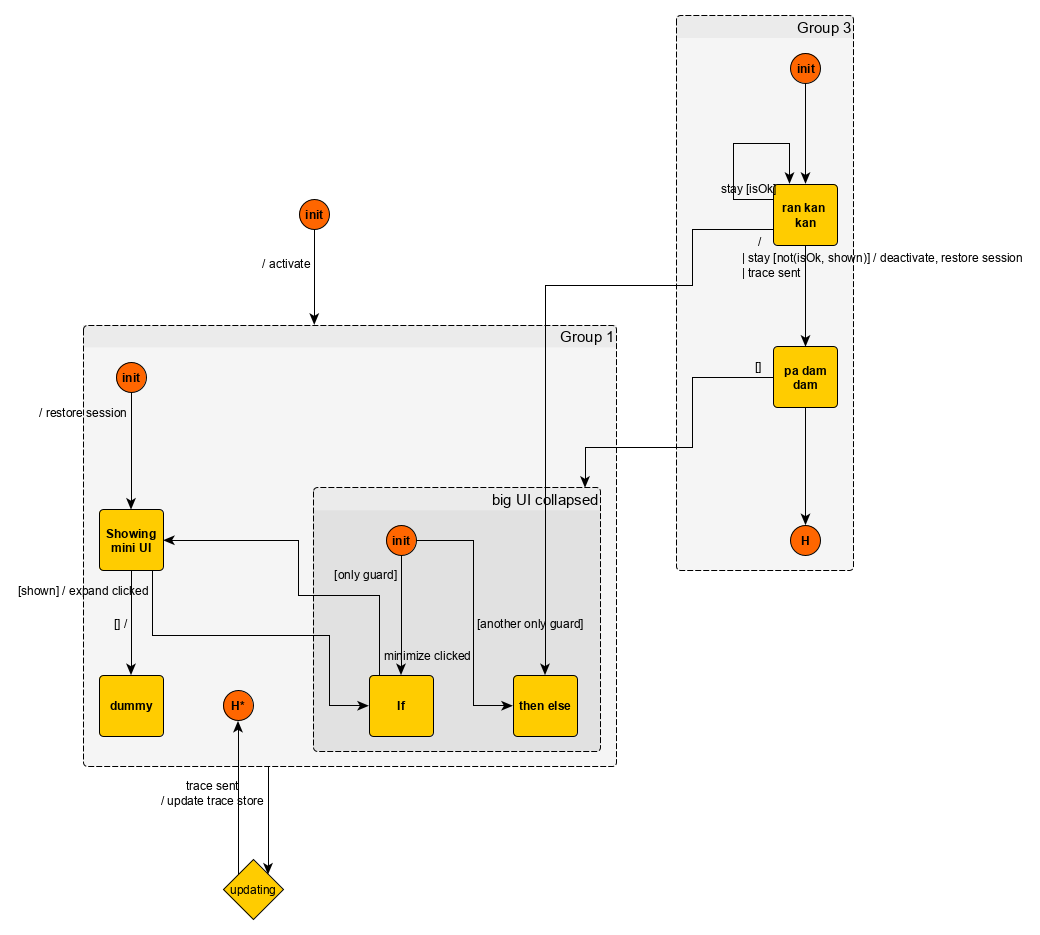 Group 3
init
stay [isOk]
ran kan
kan
init
/
| stay [not(isOk, shown)] / deactivate, restore session
| trace sent
/ activate
Group 1
pa dam
dam
[]
init
/ restore session
big UI collapsed
Showing
mini UI
init
H
[only guard]
[shown] / expand clicked
[] /
[another only guard]
minimize clicked
dummy
H*
If
then else
trace sent
/ update trace store
updating